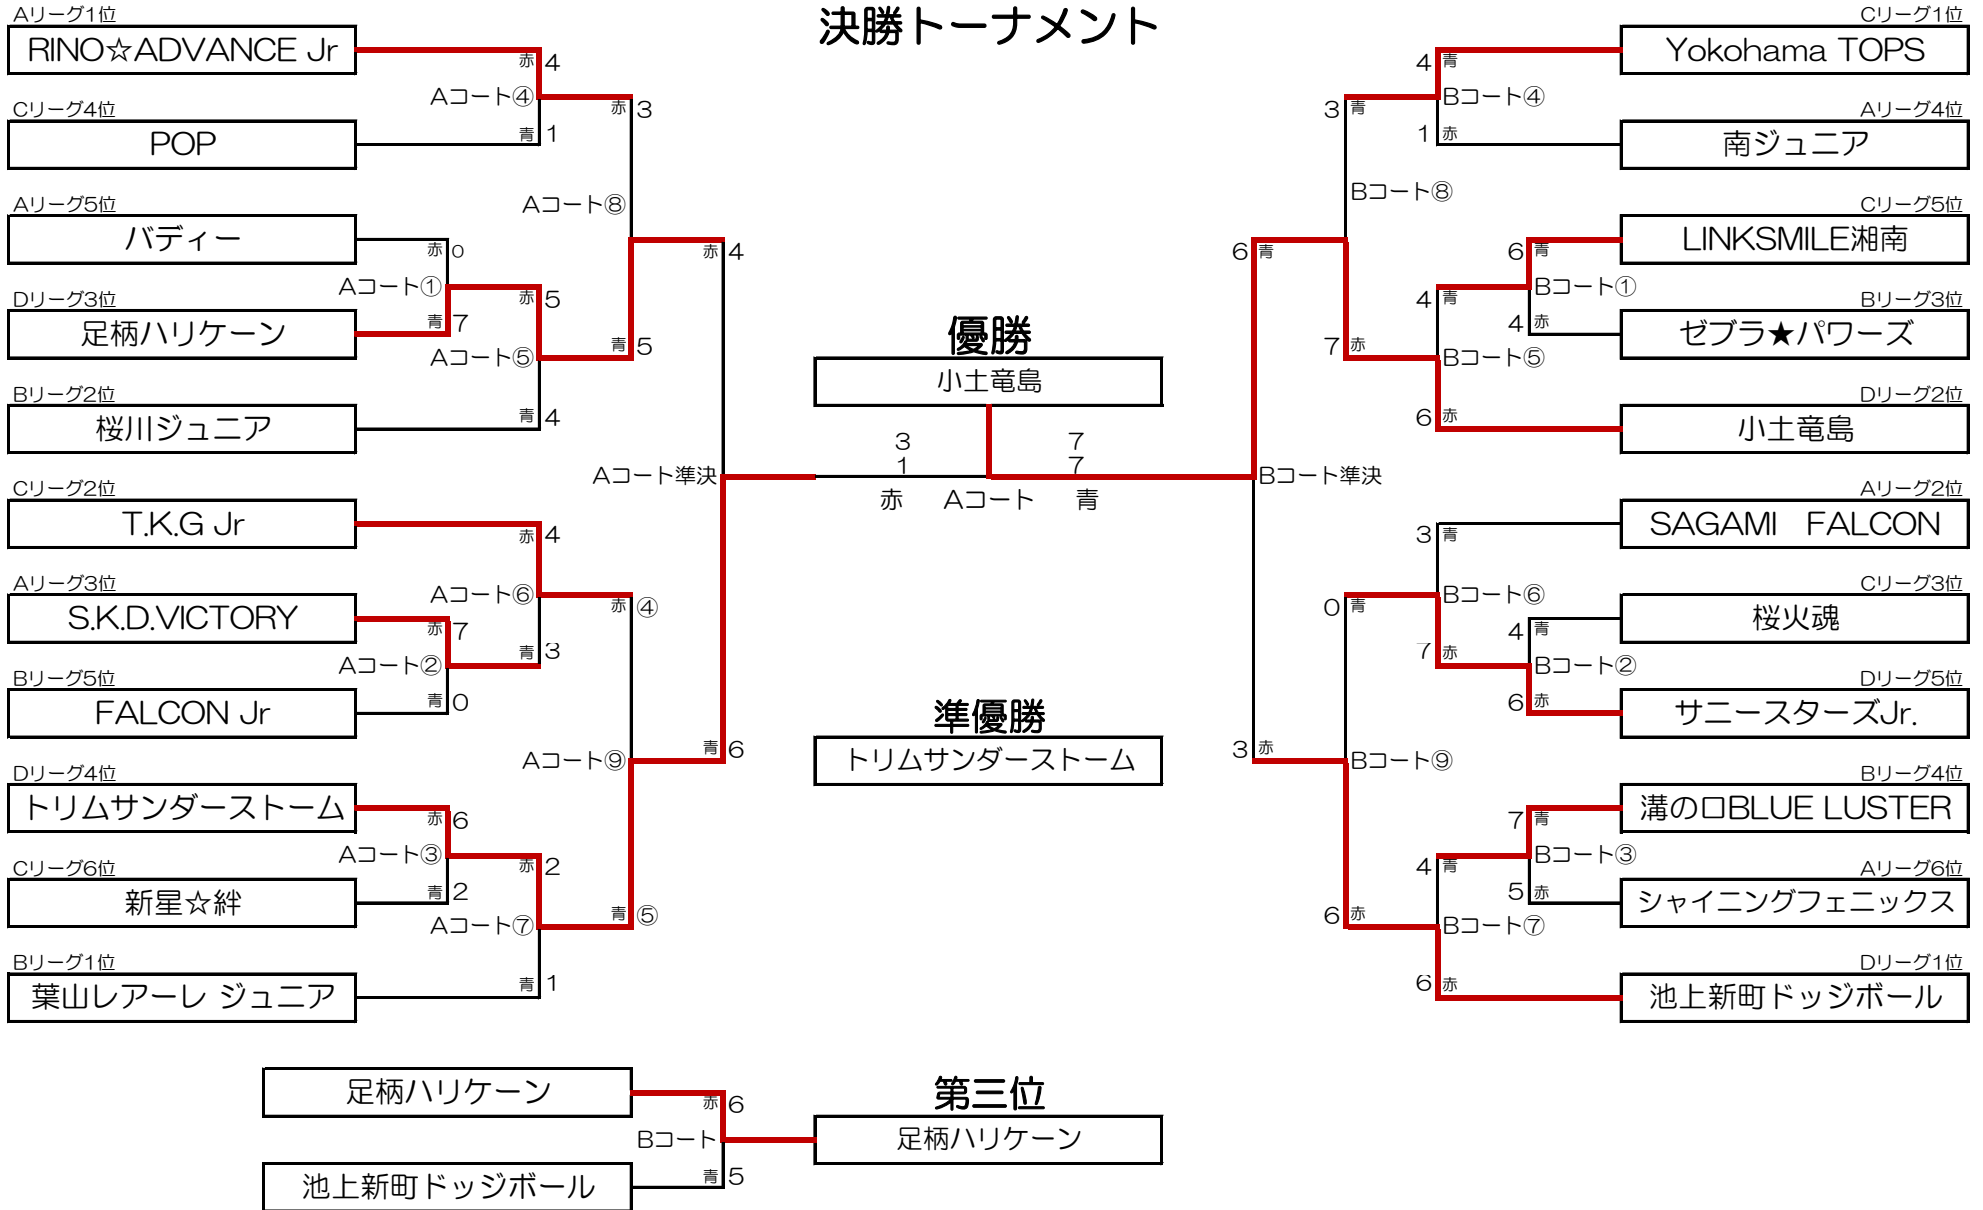 決勝トーナメント
Aリーグ1位
RINO☆ADVANCE Jr
赤 4
Aコート④
赤 3
Cリーグ4位
POP
青 1
Aコート⑧
Aリーグ5位
バディー
赤 0
Aコート①
赤 5
赤 4
Dリーグ3位
足柄ハリケーン
青 7
Aコート⑤
青 5
Bリーグ2位
桜川ジュニア
青 4
Aコート準決
Cリーグ2位
T.K.G Jr
赤 4
Aコート⑥
赤 ④
Aリーグ3位
S.K.D.VICTORY
赤 7
Aコート②
青 3
Bリーグ5位
FALCON Jr
青 0
Aコート⑨
青 6
Dリーグ4位
トリムサンダーストーム
赤 6
Aコート③
赤 2
Cリーグ6位
新星☆絆
青 2
Aコート⑦
青 ⑤
Bリーグ1位
葉山レアーレ ジュニア
青 1
優勝
小土竜島
3 7
1 7
赤 Aコート 青
準優勝
トリムサンダーストーム
Cリーグ1位
Yokohama TOPS
4 青
Bコート④
3 青
Aリーグ4位
南ジュニア
1 赤
Bコート⑧
Cリーグ5位
LINKSMILE湘南
6 青
Bコート①
4 青
6 青
Bリーグ3位
ゼブラ★パワーズ
4 赤
Bコート⑤
7 赤
Dリーグ2位
小土竜島
6 赤
Bコート準決
Aリーグ2位
SAGAMI FALCON
3 青
Bコート⑥
0 青
Cリーグ3位
桜火魂
4 青
Bコート②
7 赤
Dリーグ5位
サニースターズJr.
6 赤
Bコート⑨
3 赤
Bリーグ4位
溝の口BLUE LUSTER
7 青
Bコート③
4 青
Aリーグ6位
シャイニングフェニックス
5 赤
Bコート⑦
6 赤
Dリーグ1位
池上新町ドッジボール
6 赤
足柄ハリケーン
赤 6
Bコート
池上新町ドッジボール
青 5
第三位
足柄ハリケーン